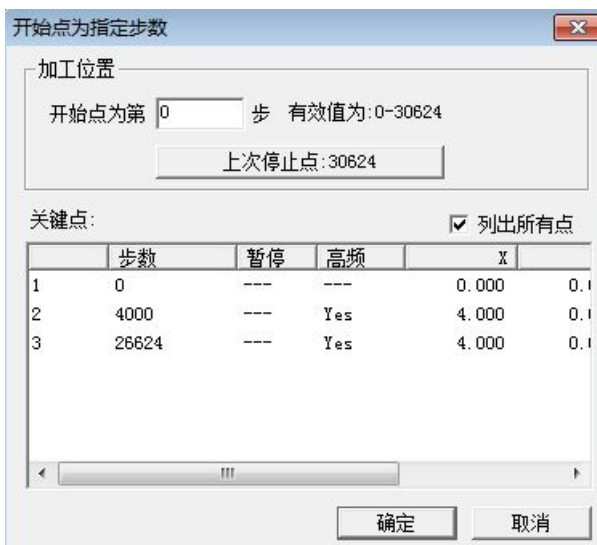 开始点为指定步数
加工位置
开始点为第 0 步 有效值为:0-30624
上次停止点:30624
关键点: 列出所有点
步数 暂停 高频 X
1 0 --- --- 0.000 0.
2 4000 --- Yes 4.000 0.
3 26624 --- Yes 4.000 0.
确定 取消